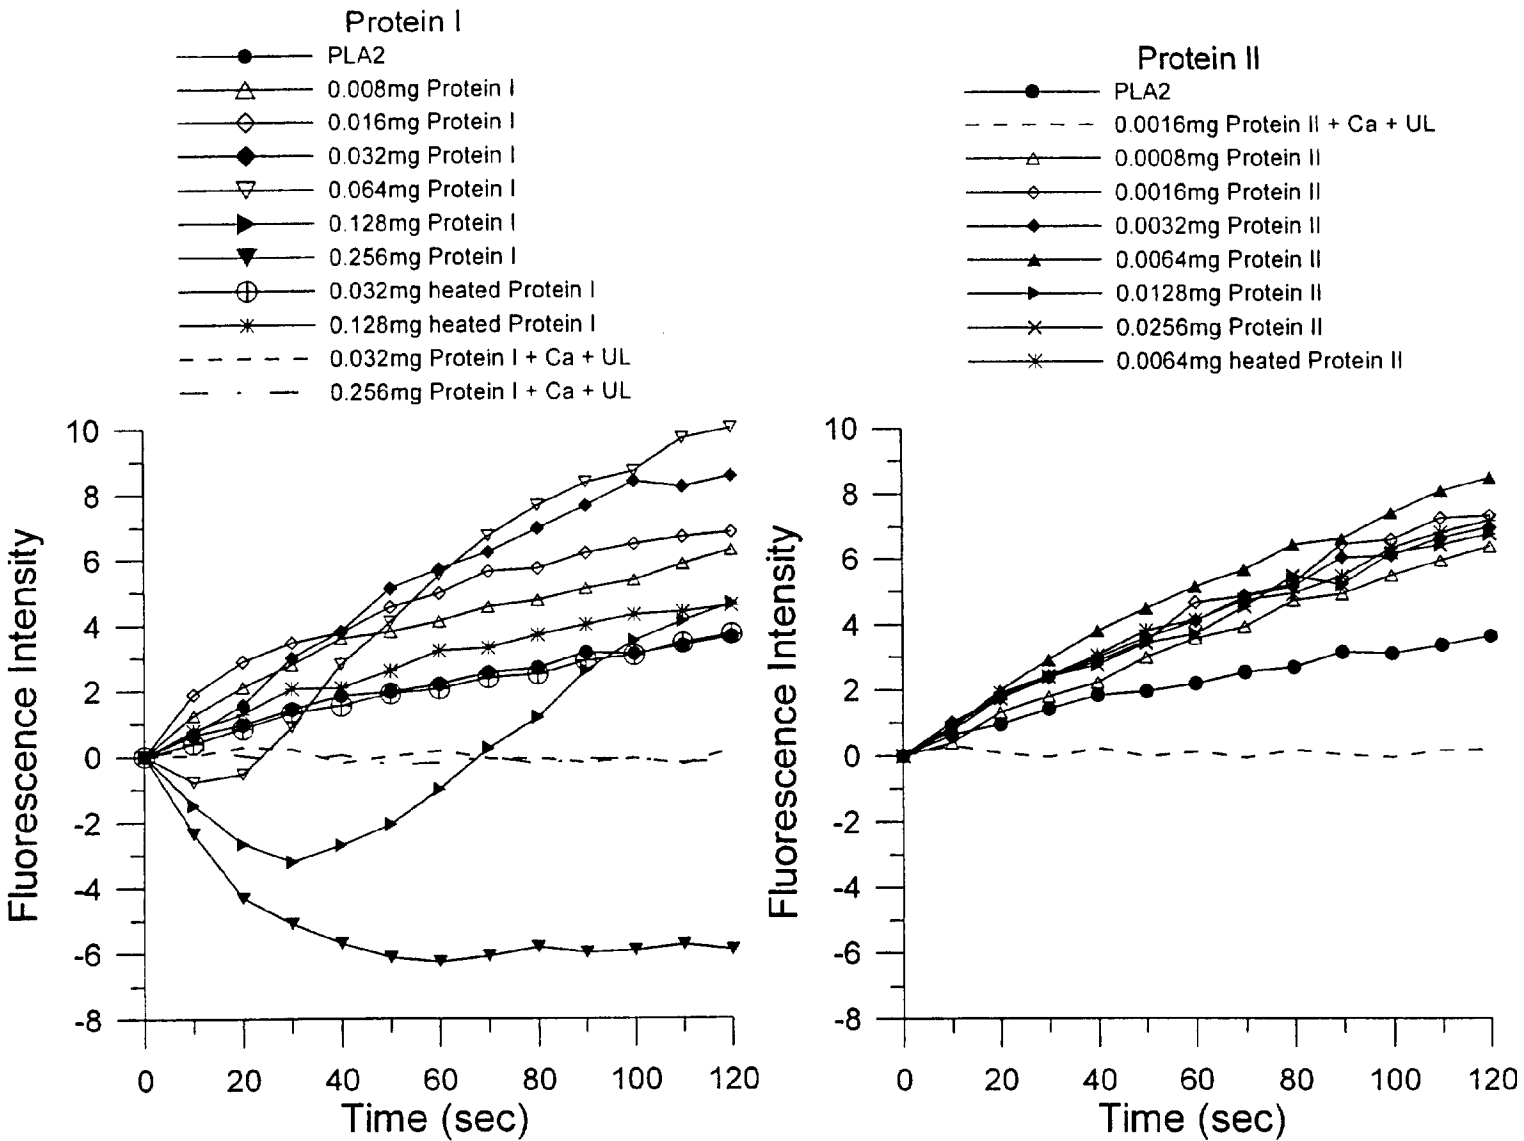 Protein I
PLA2
0.008mg Protein I
0.016mg Protein I
0.032mg Protein I
0.064mg Protein I
0.128mg Protein I
0.256mg Protein I
0.032mg heated Protein I
0.128mg heated Protein I
0.032mg Protein I + Ca + UL
0.256mg Protein I + Ca + UL
10
8
6
4
2
0
-2
-4
-6
-8
Fluorescence Intensity
0 20 40 60 80 100 120
Time (sec)
Protein II
PLA2
0.0016mg Protein II + Ca + UL
0.0008mg Protein II
0.0016mg Protein II
0.0032mg Protein II
0.0064mg Protein II
0.0128mg Protein II
0.0256mg Protein II
0.0064mg heated Protein II
10
8
6
4
2
0
-2
-4
-6
-8
Fluorescence Intensity
0 20 40 60 80 100 120
Time (sec)